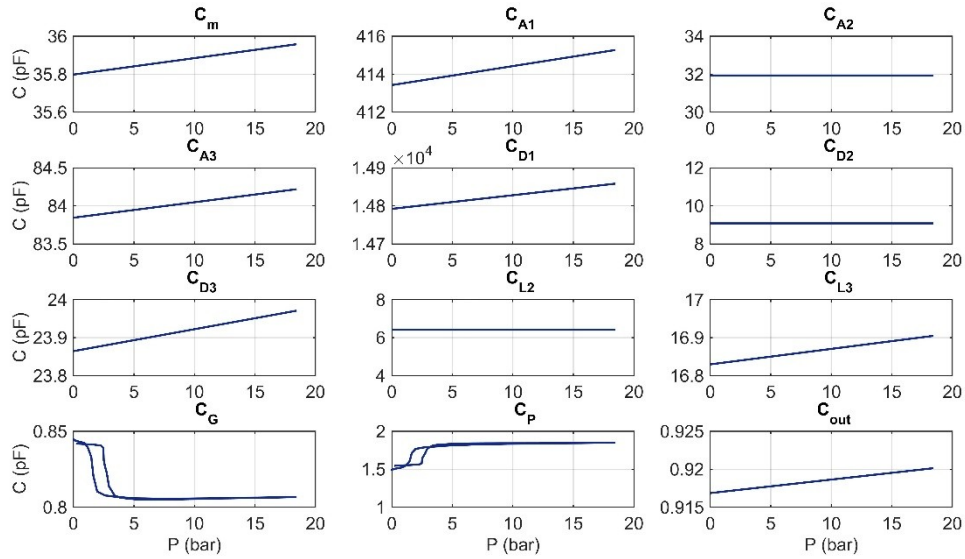 C_m
C_A1
C_A2
C (pF)
36
35.8
35.6
0 5 10 15 20
416
414
412
0 5 10 15 20
34
32
30
0 5 10 15 20
C_A3
C_D1
C_D2
C (pF)
84.5
84
83.5
0 5 10 15 20
×10⁴
1.49
1.48
1.47
0 5 10 15 20
12
10
8
0 5 10 15 20
C_D3
C_L2
C_L3
C (pF)
24
23.9
23.8
0 5 10 15 20
8
6
4
0 5 10 15 20
17
16.9
16.8
0 5 10 15 20
C_G
C_P
C_out
C (pF)
0.85
0.8
0 5 10 15 20
P (bar)
2
1.5
1
0 5 10 15 20
P (bar)
0.925
0.92
0.915
0 5 10 15 20
P (bar)